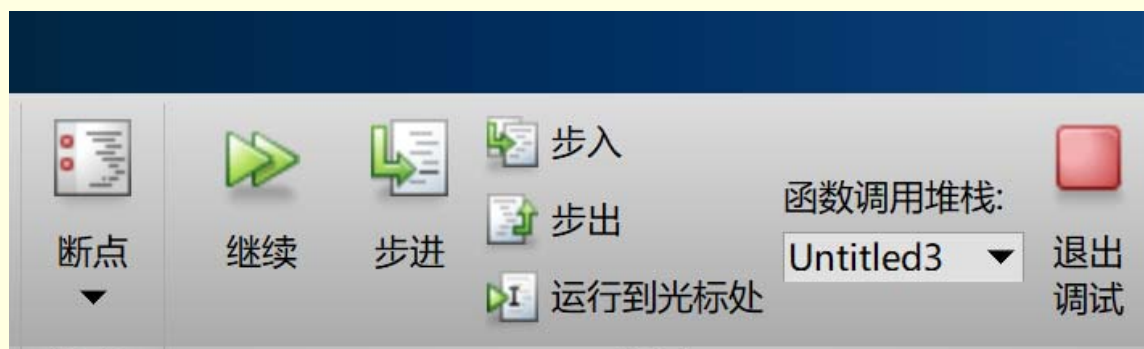 断点
继续
步进
步入
步出
运行到光标处
函数调用堆栈:
Untitled3
退出
调试